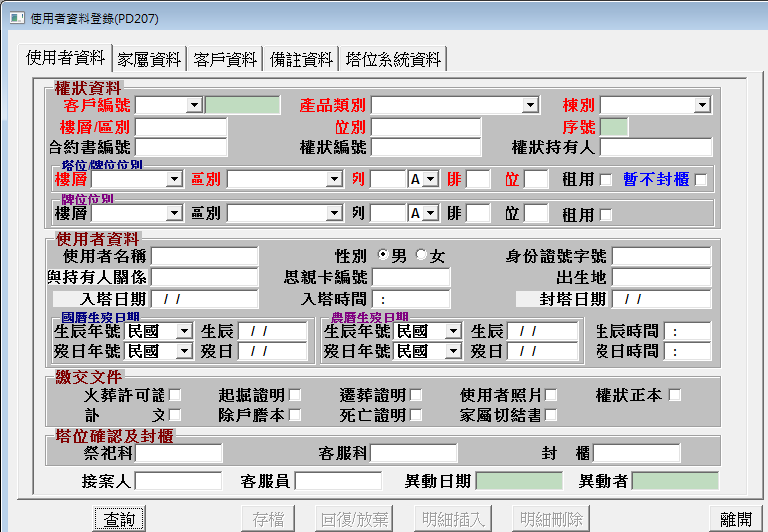 使用者資料登錄(PD207)
使用者資料 家屬資料 客戶資料 備註資料 塔位系統資料
權狀資料
客戶編號 產品類別 棟別
樓層/區別 位別 序號
合約書編號 權狀編號 權狀持有人
塔位/牌位位別
樓層 區別 列 A 排 位 租用 暫不封櫃
牌位位別
樓層 區別 列 A 排 位 租用
使用者資料
使用者名稱 性別 男 女 身份證號字號
與持有人關係 思親卡編號 出生地
入塔日期 / / 入塔時間 : 封塔日期 / /
國曆生歿日期 農曆生歿日期
生辰年號 民國 生辰 / / 生辰年號 民國 生辰 / / 生辰時間 :
歿日年號 民國 歿日 / / 歿日年號 民國 歿日 / / 歿日時間 :
繳交文件
火葬許可證 起掘證明 遷葬證明 使用者照片 權狀正本
訃 文 除戶謄本 死亡證明 家屬切結書
塔位確認及封櫃
祭祀科 客服科 封 櫃
接案人 客服員 異動日期 異動者
查詢 存檔 回復/放棄 明細插入 明細刪除 離開